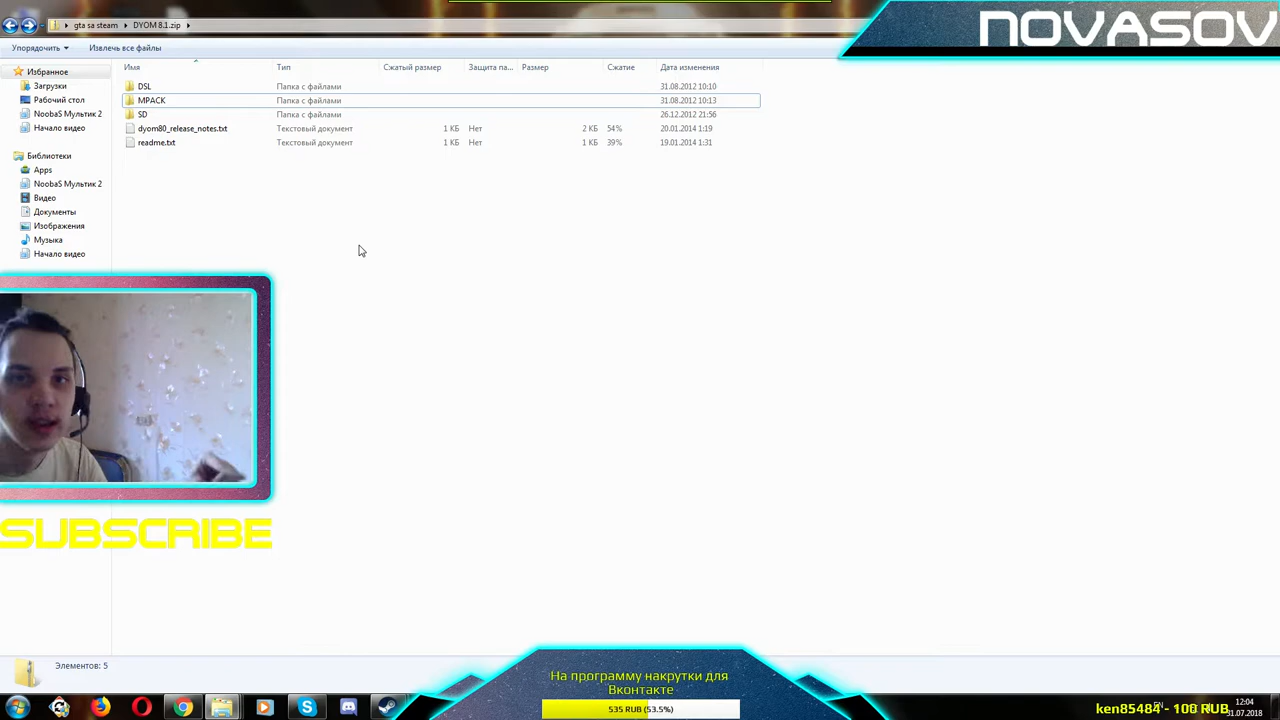 gta sa steam
DYOM 8.1.zip
NOVASOV
Упорядочить
Извлечь все файлы
Имя Тип Сжатый размер Защита па... Размер Сжатие Дата изменения
Избранное
Загрузки
Рабочий стол
NoobaS Мультик 2
Начало видео
Библиотеки
Apps
NoobaS Мультик 2
Видео
Документы
Изображения
Музыка
Начало видео
DSL Папка с файлами 31.08.2012 10:10
MPACK Папка с файлами 31.08.2012 10:13
SD Папка с файлами 26.12.2012 21:56
dyom80_release_notes.txt Текстовый документ 1 КБ Нет 2 КБ 54% 20.01.2014 1:19
readme.txt Текстовый документ 1 КБ Нет 1 КБ 39% 19.01.2014 1:31
SUBSCRIBE
Элементов: 5
На программу накрутки для
Вконтакте
535 RUB (53.5%)
12:04
ken85484 - 100 RUB
31.07.2018